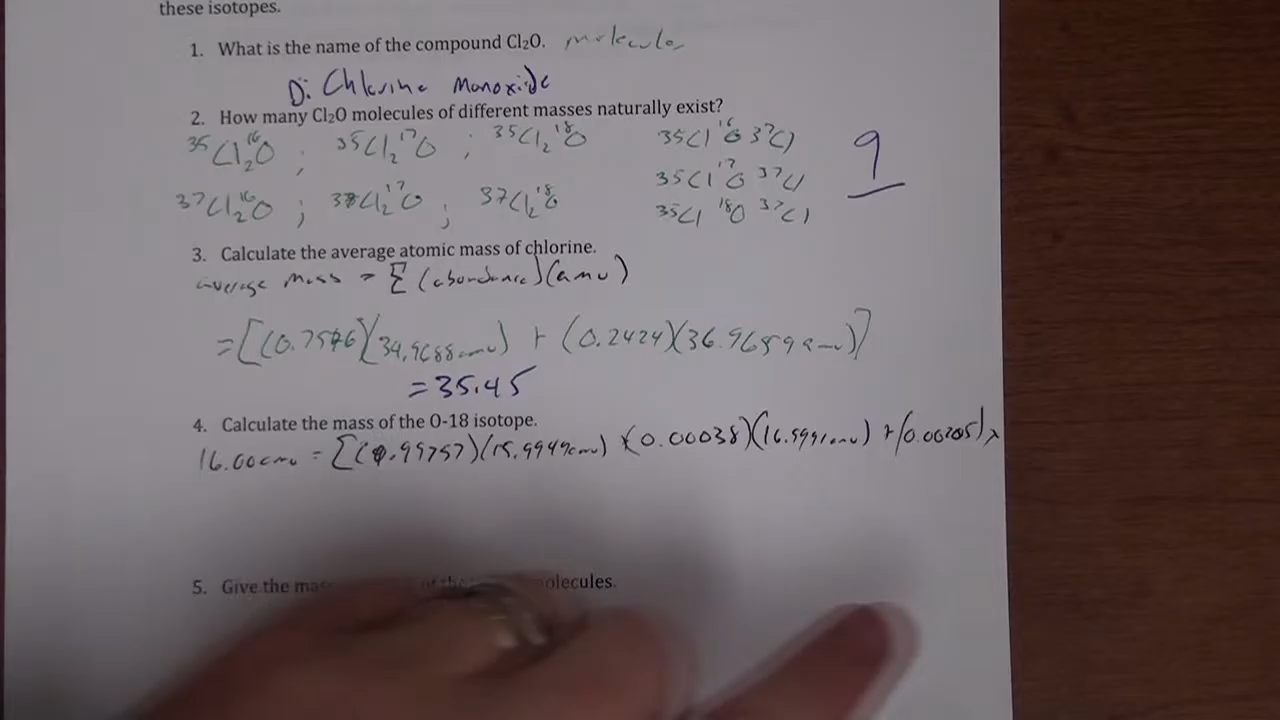 these isotopes.
1. What is the name of the compound Cl₂O. molecule
Di Chlorine Monoxide
2. How many Cl₂O molecules of different masses naturally exist?
³⁵Cl₂¹⁶O ; ³⁵Cl₂¹⁷O ; ³⁵Cl₂¹⁸O ³⁵Cl ¹⁶O ³⁷Cl 9
³⁵Cl ¹⁷O ³⁷Cl
³⁷Cl₂¹⁶O ; ³⁷Cl₂¹⁷O ; ³⁷Cl₂¹⁸O ³⁵Cl ¹⁸O ³⁷Cl
3. Calculate the average atomic mass of chlorine.
average mass = Σ (abundance)(amu)
= [(0.7576)(34.9688amu) + (0.2424)(36.9659amu)]
= 35.45
4. Calculate the mass of the O-18 isotope.
16.00amu = [(0.99757)(15.9949amu) + (0.00038)(16.9991amu) + (0.00205)x
5. Give the olecules.